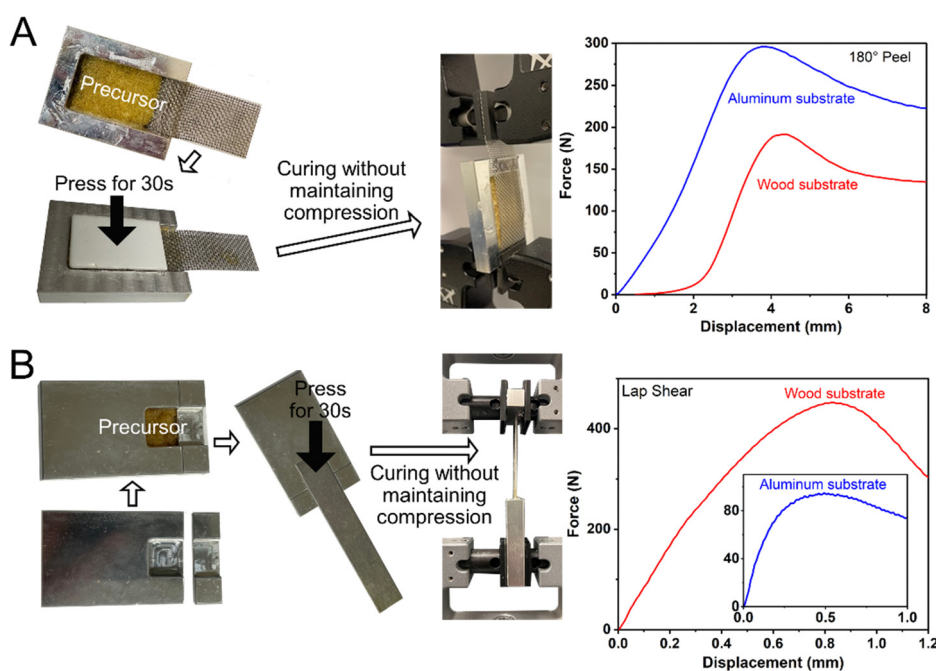 A
Precursor
Press for 30s
Curing without
maintaining
compression
180° Peel
Aluminum substrate
Wood substrate
Force (N)
300
250
200
150
100
50
0
0
2
4
6
8
Displacement (mm)
B
Precursor
Press
for 30s
Curing without
maintaining
compression
Lap Shear
Wood substrate
Aluminum substrate
Force (N)
400
200
0
80
40
0
0.0
0.5
1.0
0.0
0.2
0.4
0.6
0.8
1.0
1.2
Displacement (mm)